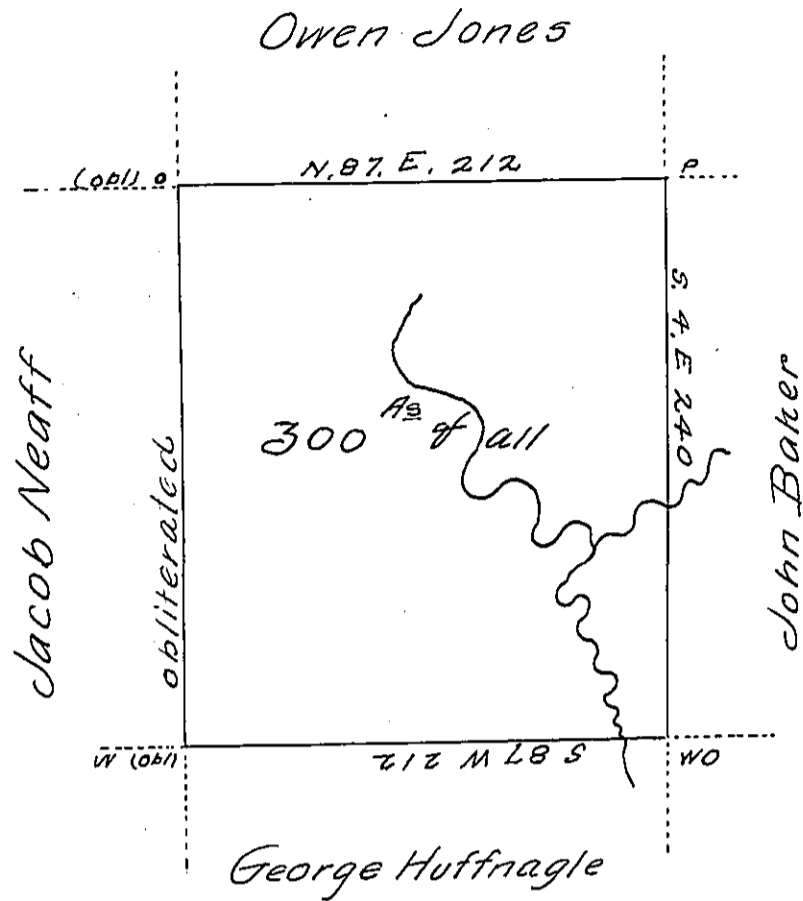 Owen Jones
(obl) O
N. 87. E. 212
P
S. 4. E 240
Jacob Neaff
obliterated
300 As of all
John Baker
(obl) M
S 87 W 212
WO
George Huffnagle